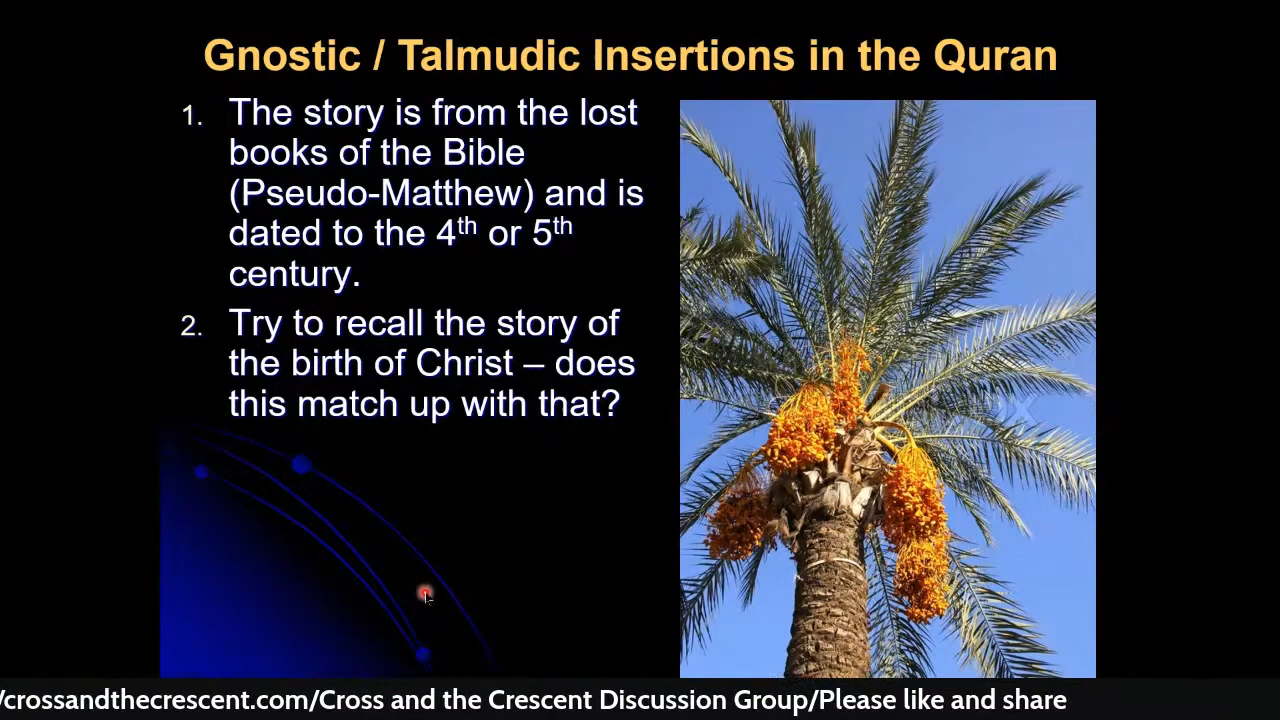 Gnostic / Talmudic Insertions in the Quran
1. The story is from the lost
books of the Bible
(Pseudo-Matthew) and is
dated to the 4th or 5th
century.
2. Try to recall the story of
the birth of Christ – does
this match up with that?
/crossandthecrescent.com/Cross and the Crescent Discussion Group/Please like and share